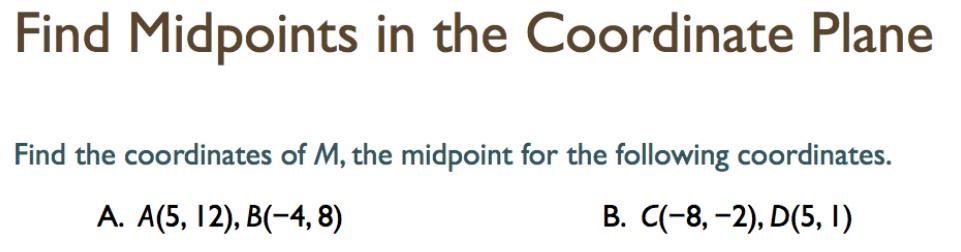 Find Midpoints in the Coordinate Plane
Find the coordinates of M, the midpoint for the following coordinates.
A. A(5, 12), B(−4, 8) B. C(−8, −2), D(5, 1)